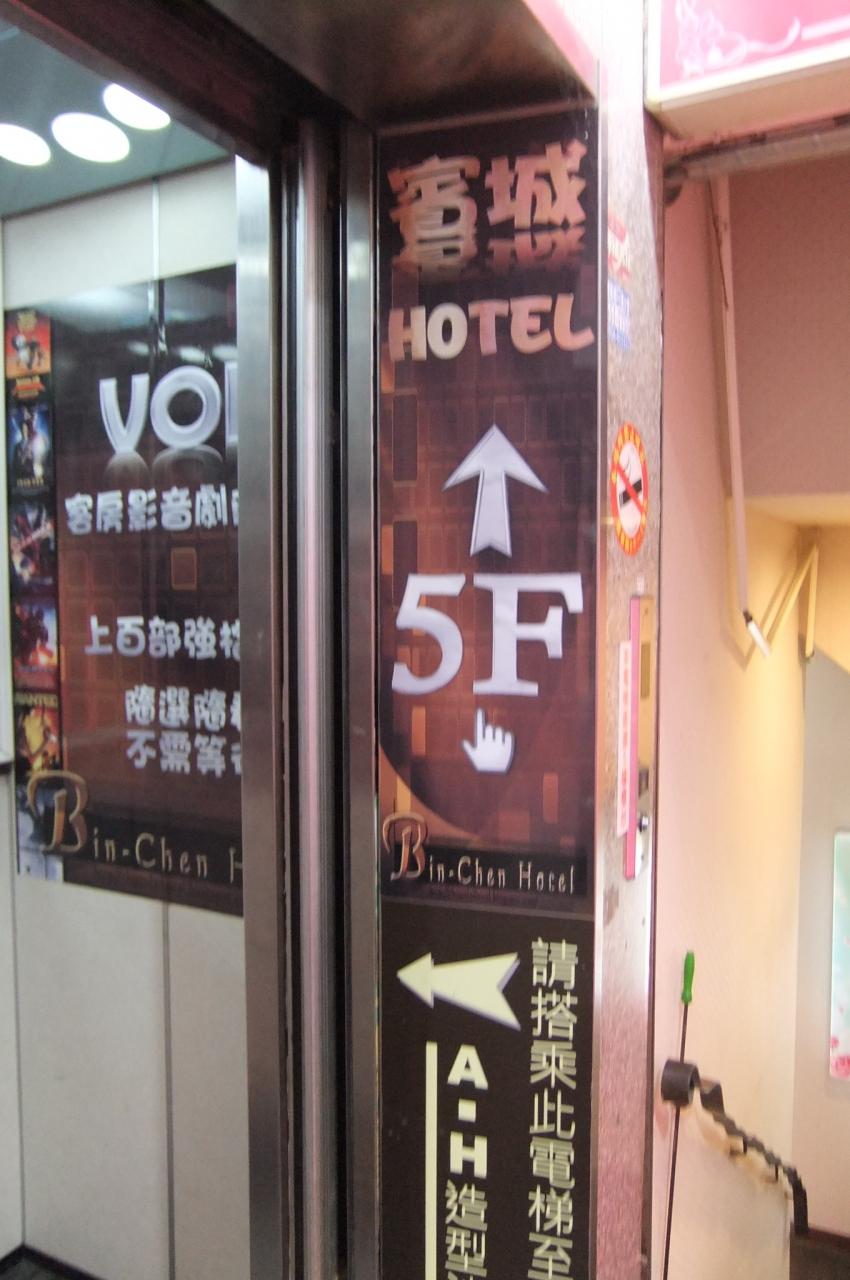 賓城
HOTEL
5F
Bin-Chen Hotel
請搭乘此電梯至
A·H造型
VO
客房影音劇
上百部強
隨選隨
不需等
Bin-Chen H
WANTED